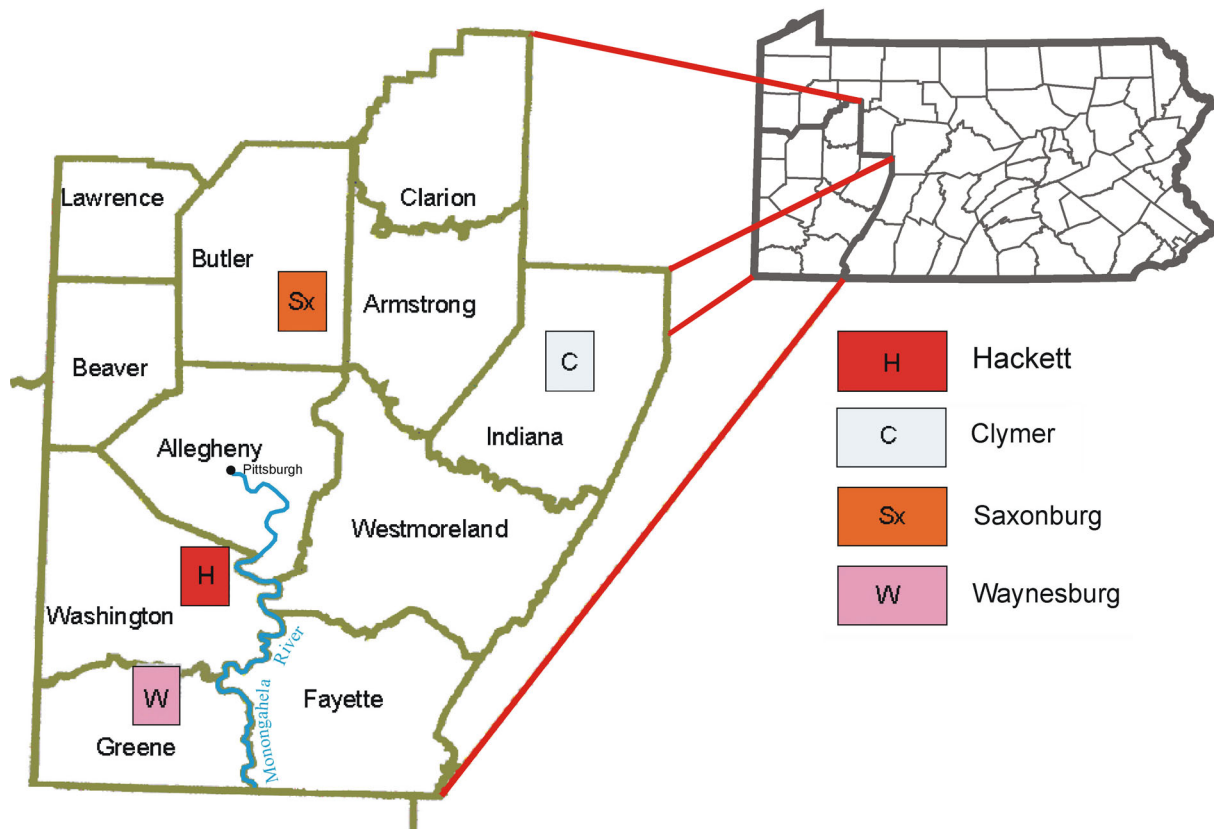 Clarion
Lawrence
Butler
Sx
Armstrong
Beaver
C
Indiana
Allegheny
Pittsburgh
Westmoreland
H
Washington
Monongahela River
W
Fayette
Greene
H Hackett
C Clymer
Sx Saxonburg
W Waynesburg